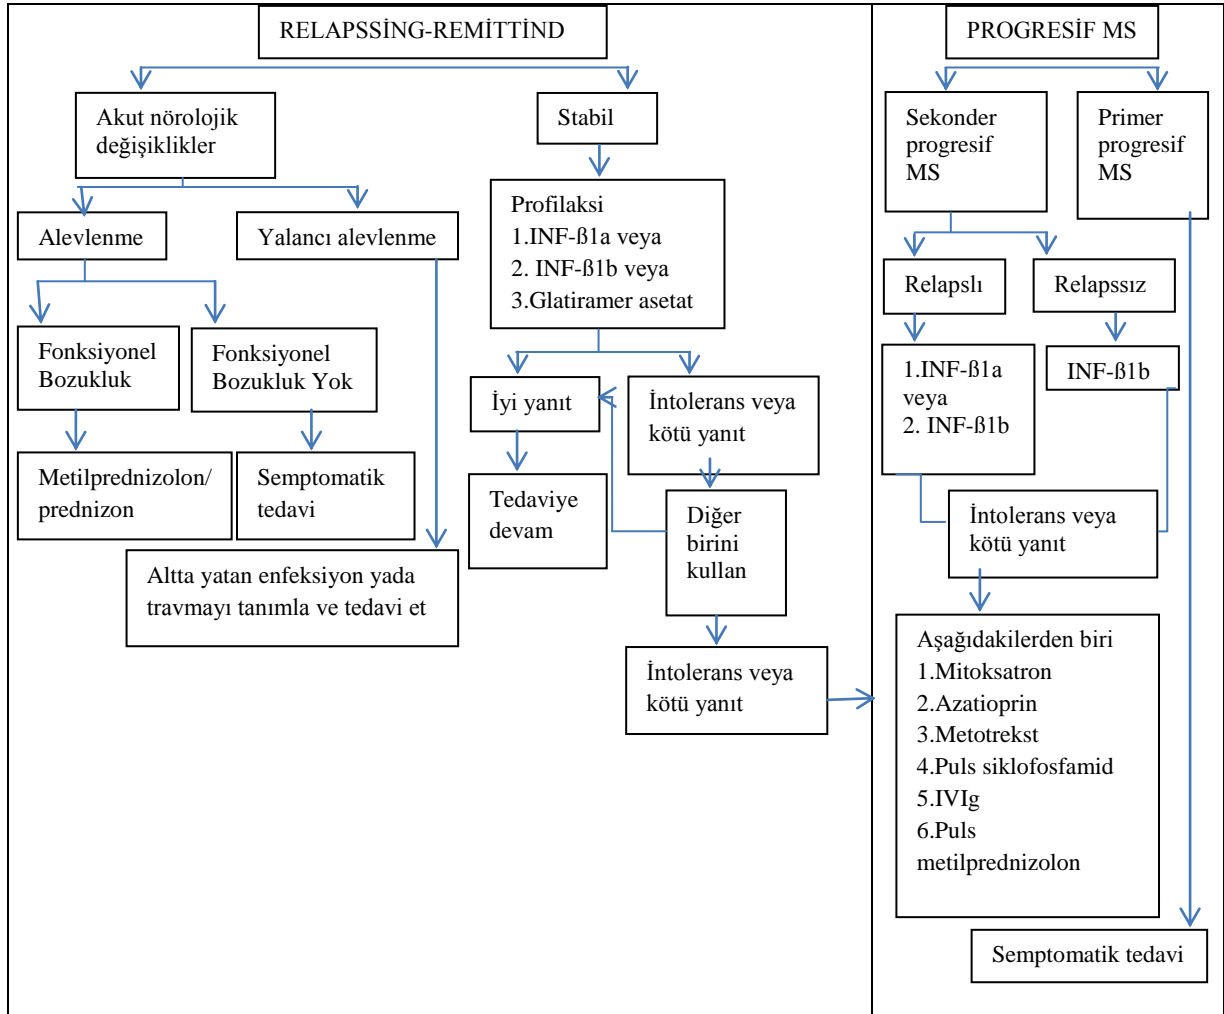 RELAPSSİNG-REMİTTİND
Akut nörolojik
değişiklikler
Stabil
Alevlenme
Yalancı alevlenme
Profilaksi
1.INF-ß1a veya
2. INF-ß1b veya
3.Glatiramer asetat
Fonksiyonel
Bozukluk
Fonksiyonel
Bozukluk Yok
İyi yanıt
İntolerans veya
kötü yanıt
Metilprednizolon/
prednizon
Semptomatik
tedavi
Tedaviye
devam
Diğer
birini
kullan
Altta yatan enfeksiyon yada
travmayı tanımla ve tedavi et
İntolerans veya
kötü yanıt
PROGRESİF MS
Sekonder
progresif
MS
Primer
progresif
MS
Relapslı
Relapssız
1.INF-ß1a
veya
2. INF-ß1b
INF-ß1b
İntolerans veya
kötü yanıt
Aşağıdakilerden biri
1.Mitoksatron
2.Azatioprin
3.Metotrekst
4.Puls siklofosfamid
5.IVIg
6.Puls
metilprednizolon
Semptomatik tedavi